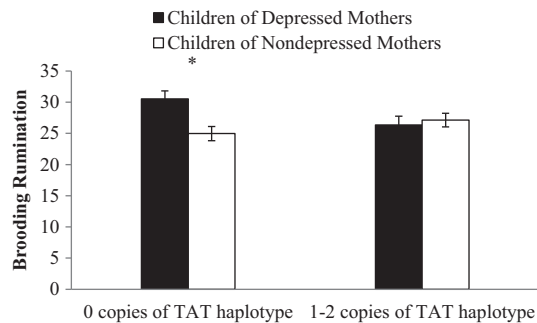 Children of Depressed Mothers
Children of Nondepressed Mothers
*
35
30
25
20
15
10
5
0
Brooding Rumination
0 copies of TAT haplotype
1-2 copies of TAT haplotype